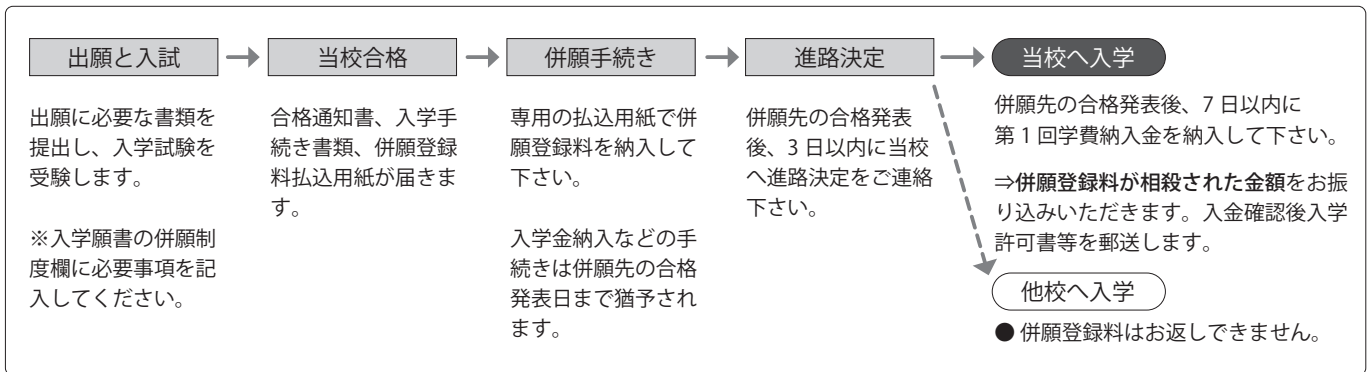 出願と入試
出願に必要な書類を
提出し、入学試験を
受験します。
※入学願書の併願制
度欄に必要事項を記
入してください。
当校合格
合格通知書、入学手
続き書類、併願登録
料払込用紙が届きま
す。
併願手続き
専用の払込用紙で併
願登録料を納入して
下さい。
入学金納入などの手
続きは併願先の合格
発表日まで猶予され
ます。
進路決定
併願先の合格発表
後、3 日以内に当校
へ進路決定をご連絡
下さい。
当校へ入学
併願先の合格発表後、7 日以内に
第 1 回学費納入金を納入して下さい。
⇒併願登録料が相殺された金額をお振
り込みいただきます。入金確認後入学
許可書等を郵送します。
他校へ入学
● 併願登録料はお返しできません。